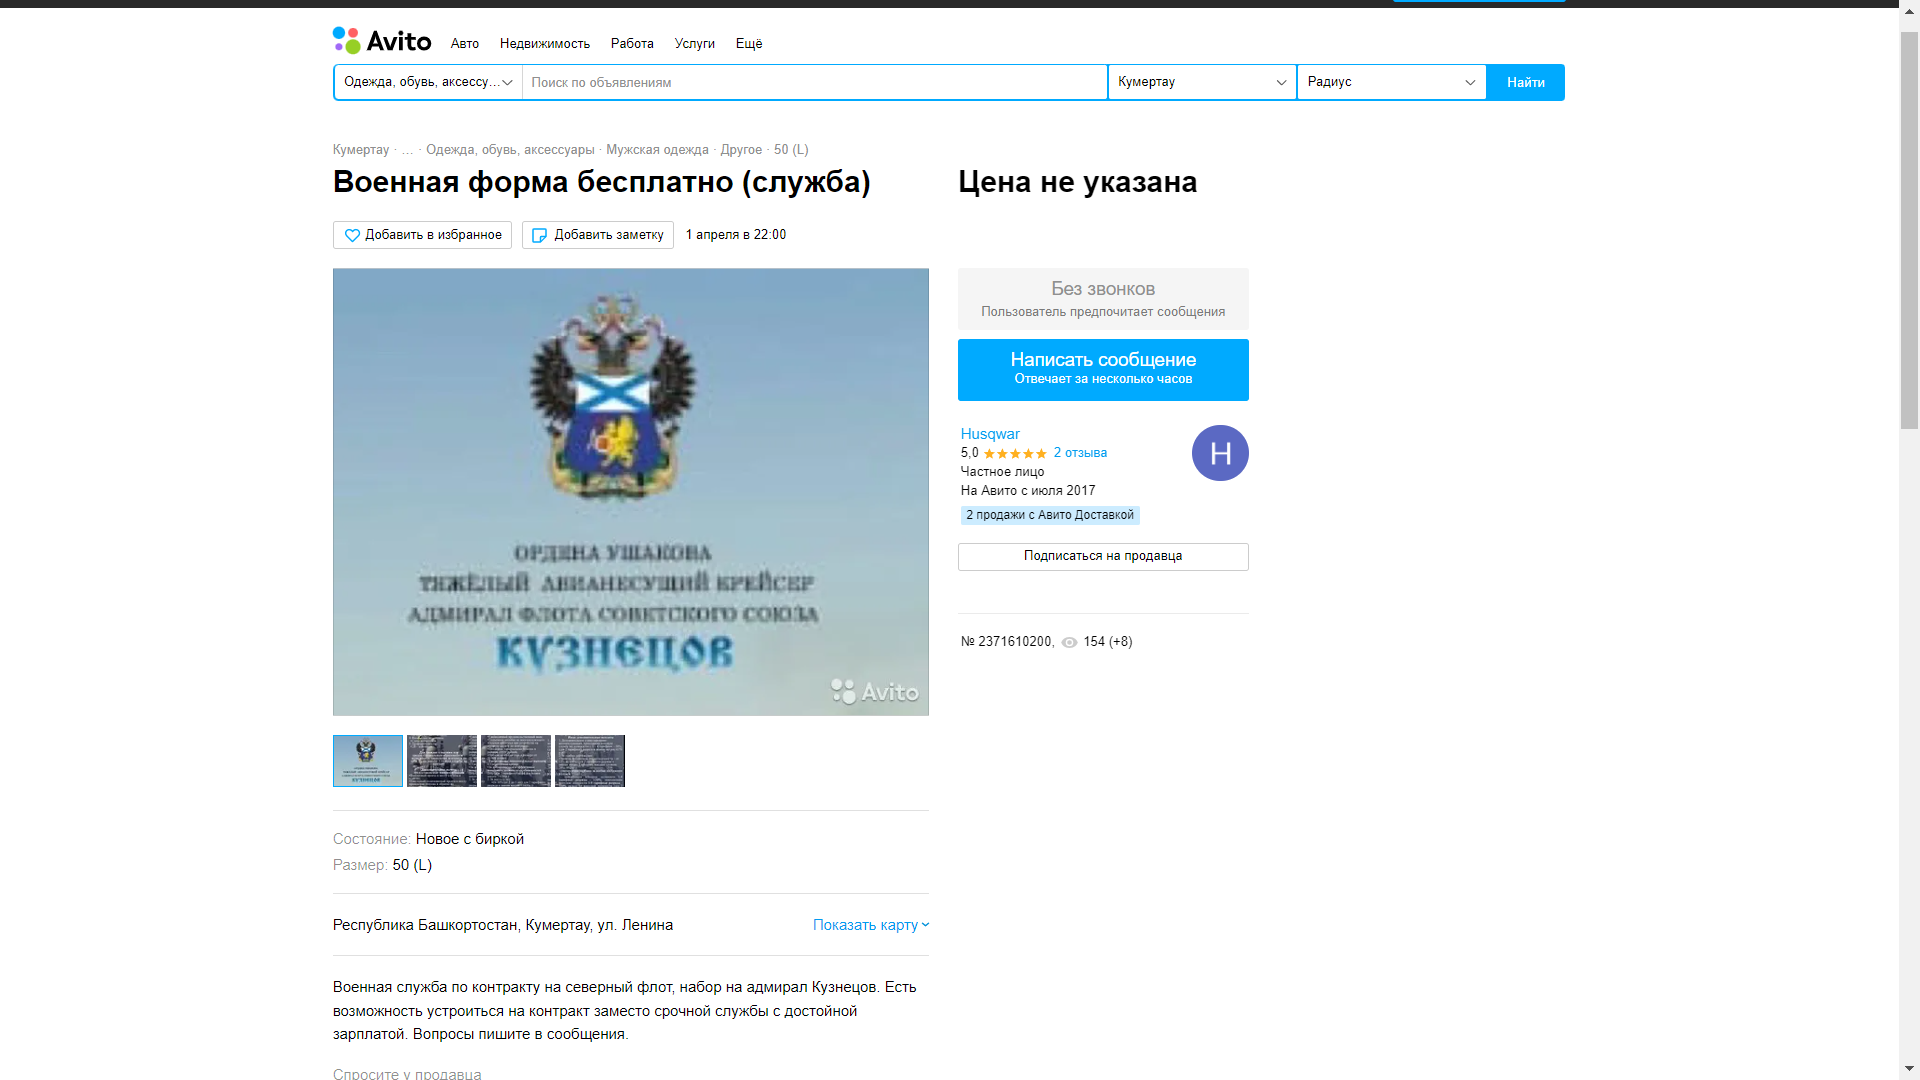 Avito Авто Недвижимость Работа Услуги Ещё
Одежда, обувь, аксессу... Поиск по объявлениям Кумертау Радиус Найти
Кумертау · ... · Одежда, обувь, аксессуары · Мужская одежда · Другое · 50 (L)
Военная форма бесплатно (служба)
Цена не указана
Добавить в избранное Добавить заметку 1 апреля в 22:00
Без звонков
Пользователь предпочитает сообщения
Написать сообщение
Отвечает за несколько часов
Husqwar
H
5,0 2 отзыва
Частное лицо
На Авито с июля 2017
2 продажи с Авито Доставкой
Подписаться на продавца
№ 2371610200, 154 (+8)
ОРДЕНА УШАКОВА
ТЯЖЁЛЫЙ АВИАНЕСУЩИЙ КРЕЙСЕР
АДМИРАЛ ФЛОТА СОВЕТСКОГО СОЮЗА
КУЗНЕЦОВ
Avito
Состояние: Новое с биркой
Размер: 50 (L)
Республика Башкортостан, Кумертау, ул. Ленина Показать карту
Военная служба по контракту на северный флот, набор на адмирал Кузнецов. Есть
возможность устроиться на контракт заместо срочной службы с достойной
зарплатой. Вопросы пишите в сообщения.
Спросите у продавца